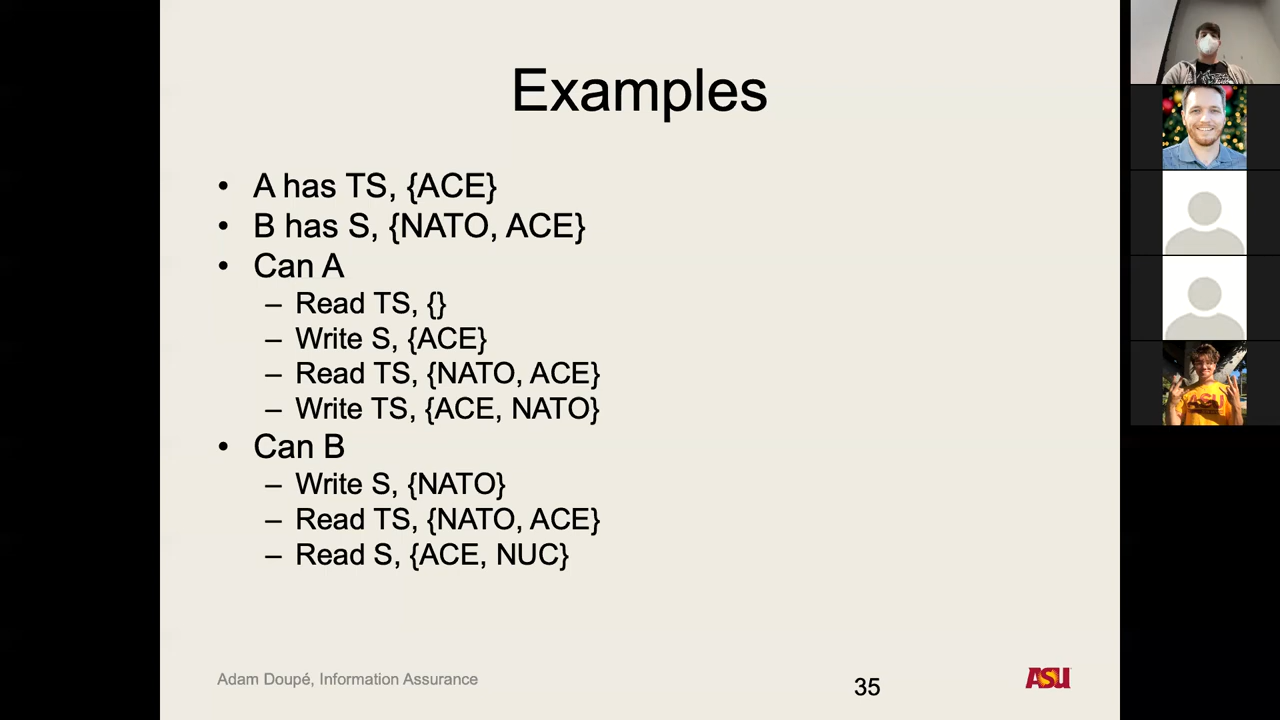 Examples
• A has TS, {ACE}
• B has S, {NATO, ACE}
• Can A
– Read TS, {}
– Write S, {ACE}
– Read TS, {NATO, ACE}
– Write TS, {ACE, NATO}
• Can B
– Write S, {NATO}
– Read TS, {NATO, ACE}
– Read S, {ACE, NUC}
Adam Doupé, Information Assurance
35
ASU
ASU